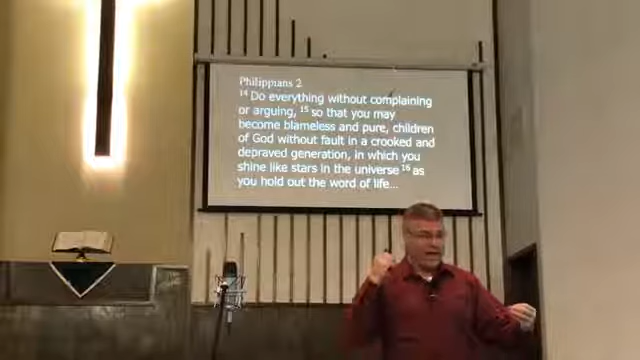 Philippians 2
14 Do everything without complaining
or arguing, 15 so that you may
become blameless and pure, children
of God without fault in a crooked and
depraved generation, in which you
shine like stars in the universe 16 as
you hold out the word of life...